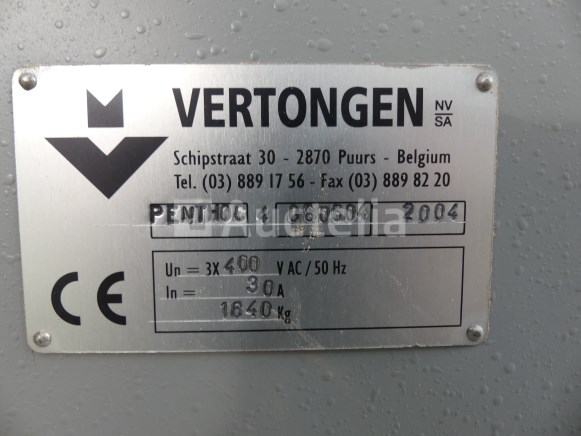 VERTONGEN NV SA
Schipstraat 30 - 2870 Puurs - Belgium
Tel. (03) 889 17 56 - Fax (03) 889 82 20
PENTHOC 4 2004
Auctelia
Un = 3X 400 V AC / 50 Hz
In = 30 A
1640 Kg
CE